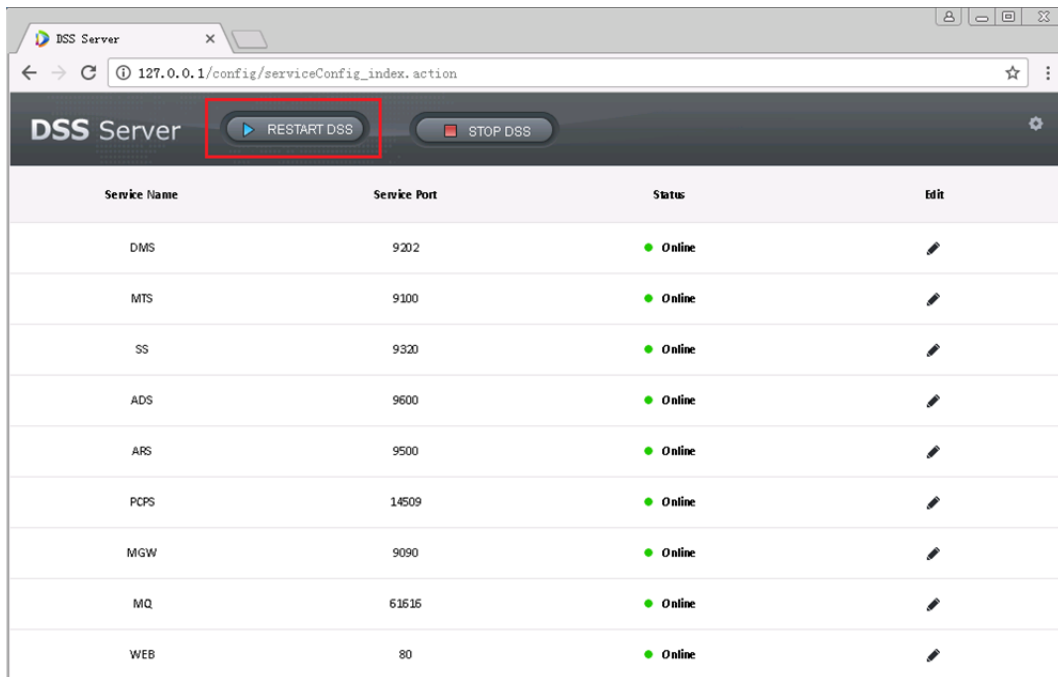 DSS Server
127.0.0.1/config/serviceConfig_index.action
DSS Server RESTART DSS STOP DSS
Service Name Service Port Status Edit
DMS 9202 Online
MTS 9100 Online
SS 9320 Online
ADS 9600 Online
ARS 9500 Online
PCPS 14509 Online
MGW 9090 Online
MQ 61616 Online
WEB 80 Online